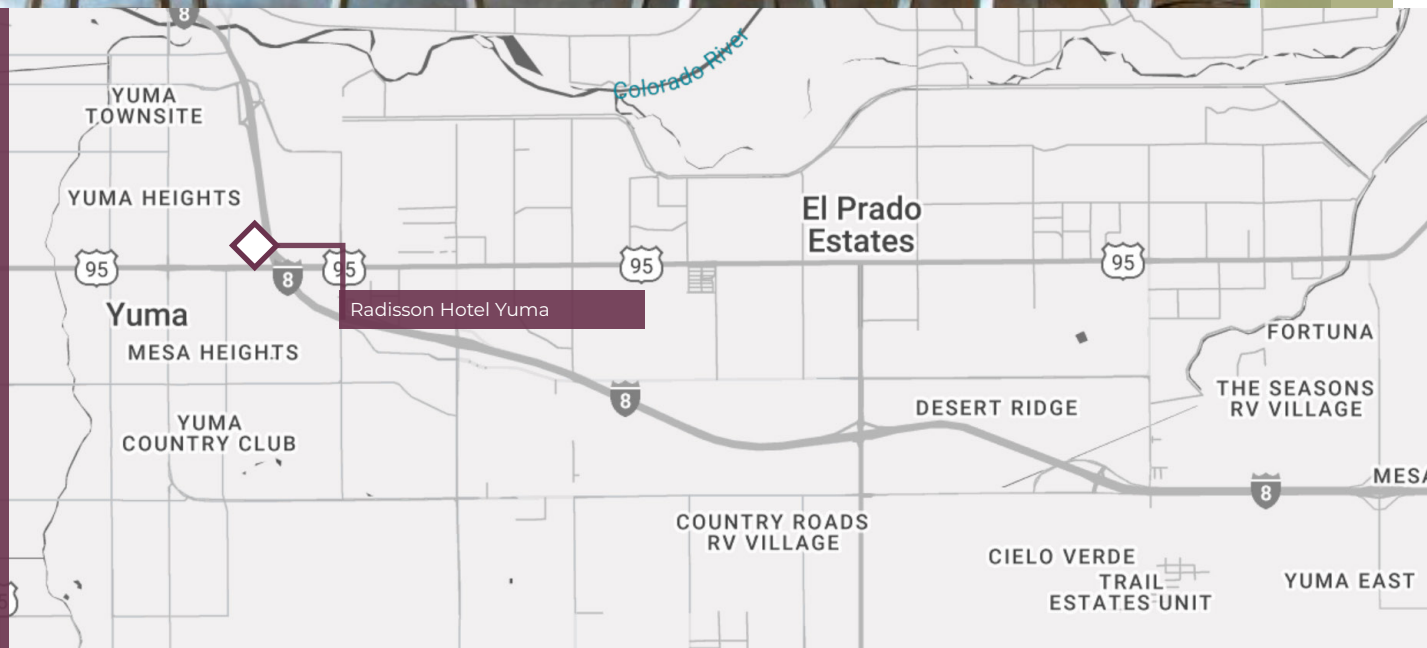 8
Colorado River
YUMA
TOWNSITE
YUMA HEIGHTS
El Prado
Estates
95
95
95
95
8
Radisson Hotel Yuma
Yuma
MESA HEIGHTS
FORTUNA
THE SEASONS
RV VILLAGE
8
DESERT RIDGE
YUMA
COUNTRY CLUB
MESA
8
COUNTRY ROADS
RV VILLAGE
CIELO VERDE
TRAIL
ESTATES UNIT
YUMA EAST